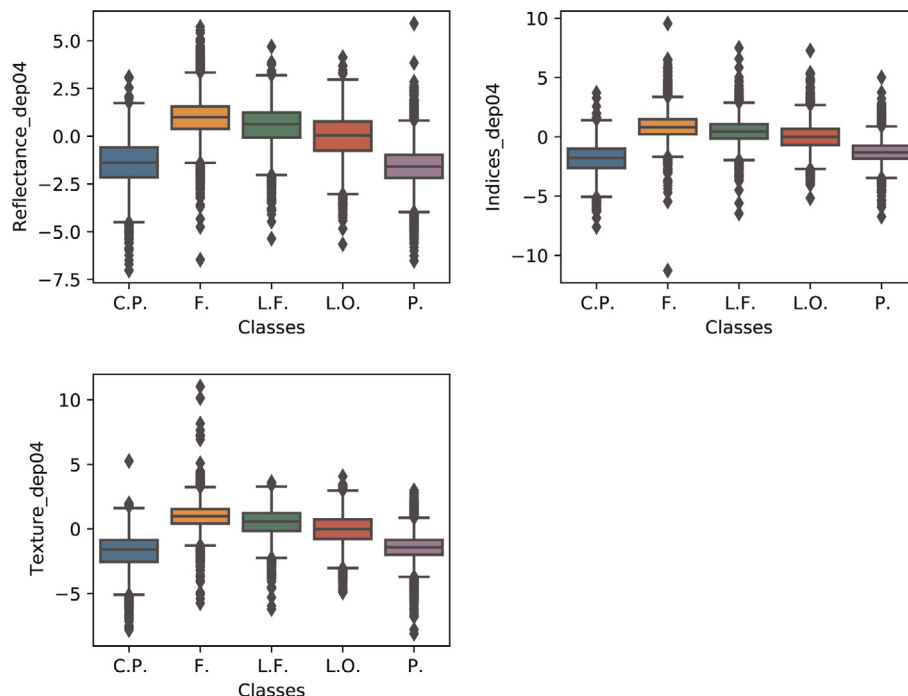 Reflectance_dep04
5.0
2.5
0.0
−2.5
−5.0
−7.5
C.P. F. L.F. L.O. P.
Classes
Indices_dep04
10
5
0
−5
−10
C.P. F. L.F. L.O. P.
Classes
Texture_dep04
10
5
0
−5
C.P. F. L.F. L.O. P.
Classes